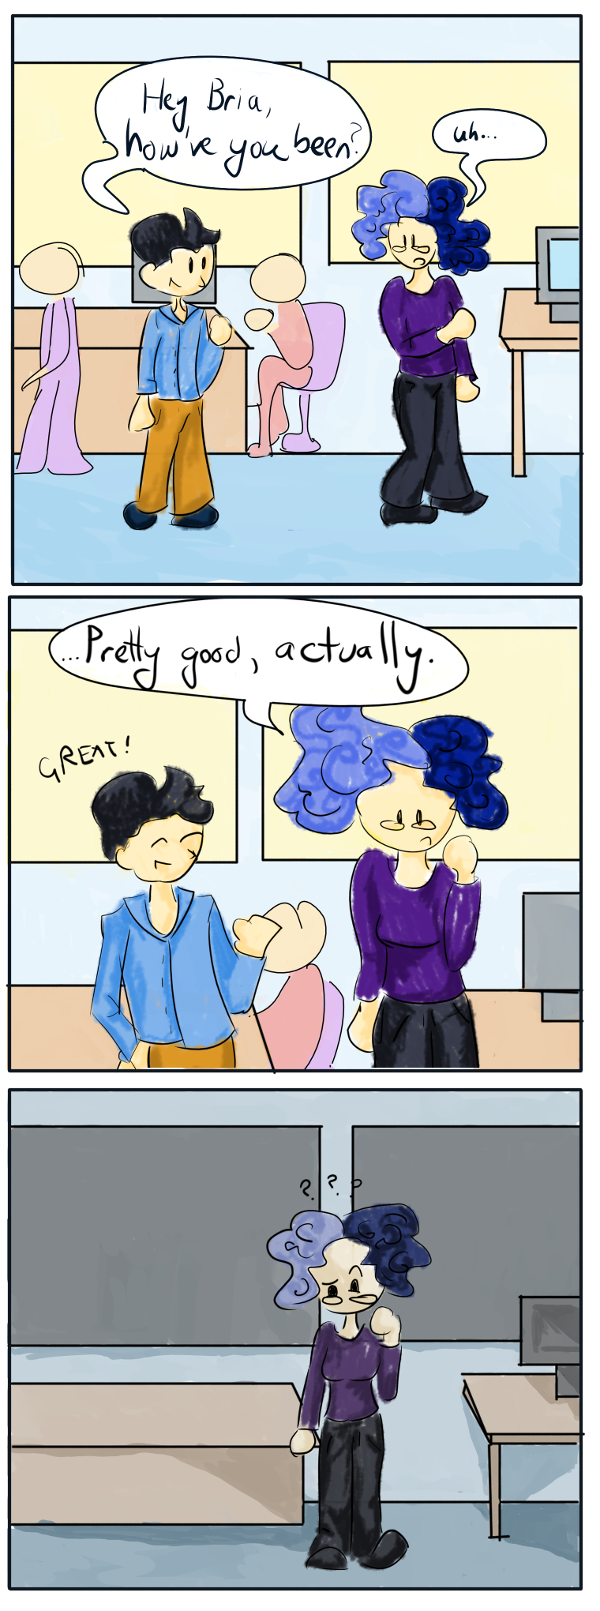 Hey Bria,
how've you been?
uh...
...Pretty good, actually.
GREAT!
? ? ?